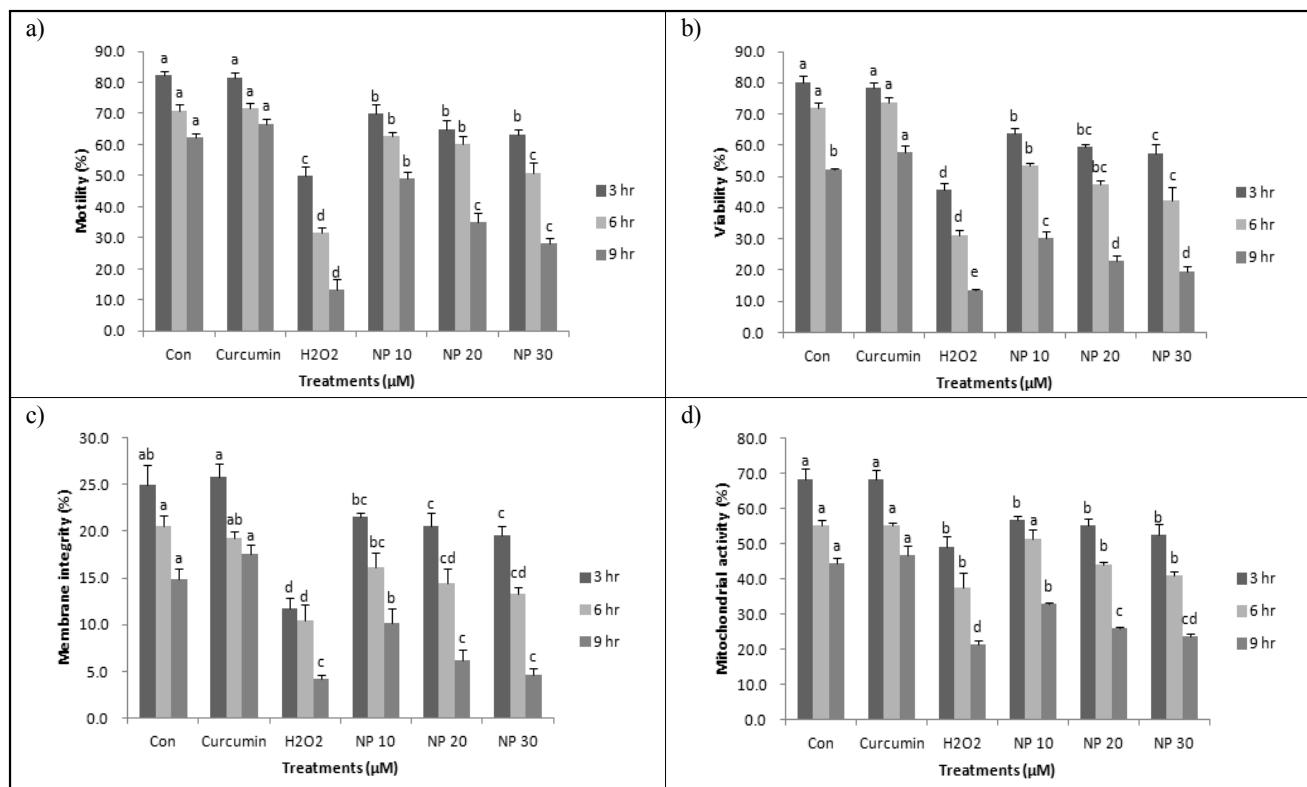 a)
90.0
80.0
70.0
60.0
50.0
40.0
30.0
20.0
10.0
0.0
Motility (%)
a a a
a a a
c d d
b b b
b b c
b c c
Con Curcumin H2O2 NP 10 NP 20 NP 30
Treatments (µM)
3 hr
6 hr
9 hr
b)
90.0
80.0
70.0
60.0
50.0
40.0
30.0
20.0
10.0
0.0
Viability (%)
a a b
a a a
d d e
b b c
bc bc d
c c d
Con Curcumin H2O2 NP 10 NP 20 NP 30
Treatments (µM)
3 hr
6 hr
9 hr
c)
30.0
25.0
20.0
15.0
10.0
5.0
0.0
Membrane integrity (%)
ab a a
a ab a
d d c
bc bc b
c cd c
c cd c
Con Curcumin H2O2 NP 10 NP 20 NP 30
Treatments (µM)
3 hr
6 hr
9 hr
d)
80.0
70.0
60.0
50.0
40.0
30.0
20.0
10.0
0.0
Mitochondrial activity (%)
a a a
a a a
b b d
b a b
b b c
b b cd
Con Curcumin H2O2 NP 10 NP 20 NP 30
Treatments (µM)
3 hr
6 hr
9 hr